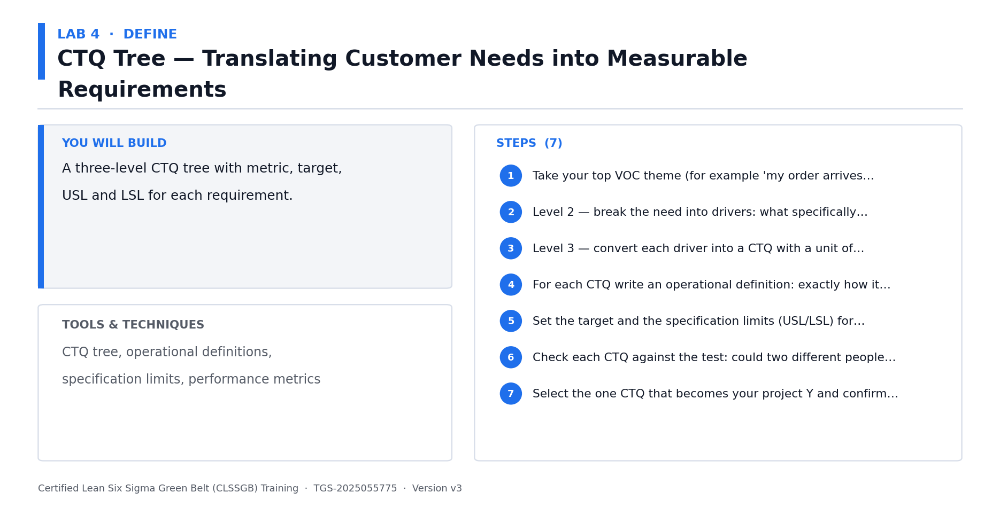 LAB 4 · DEFINE
CTQ Tree — Translating Customer Needs into Measurable
Requirements
YOU WILL BUILD
A three-level CTQ tree with metric, target,
USL and LSL for each requirement.
TOOLS & TECHNIQUES
CTQ tree, operational definitions,
specification limits, performance metrics
STEPS (7)
1 Take your top VOC theme (for example 'my order arrives…
2 Level 2 — break the need into drivers: what specifically…
3 Level 3 — convert each driver into a CTQ with a unit of…
4 For each CTQ write an operational definition: exactly how it…
5 Set the target and the specification limits (USL/LSL) for…
6 Check each CTQ against the test: could two different people…
7 Select the one CTQ that becomes your project Y and confirm…
Certified Lean Six Sigma Green Belt (CLSSGB) Training · TGS-2025055775 · Version v3